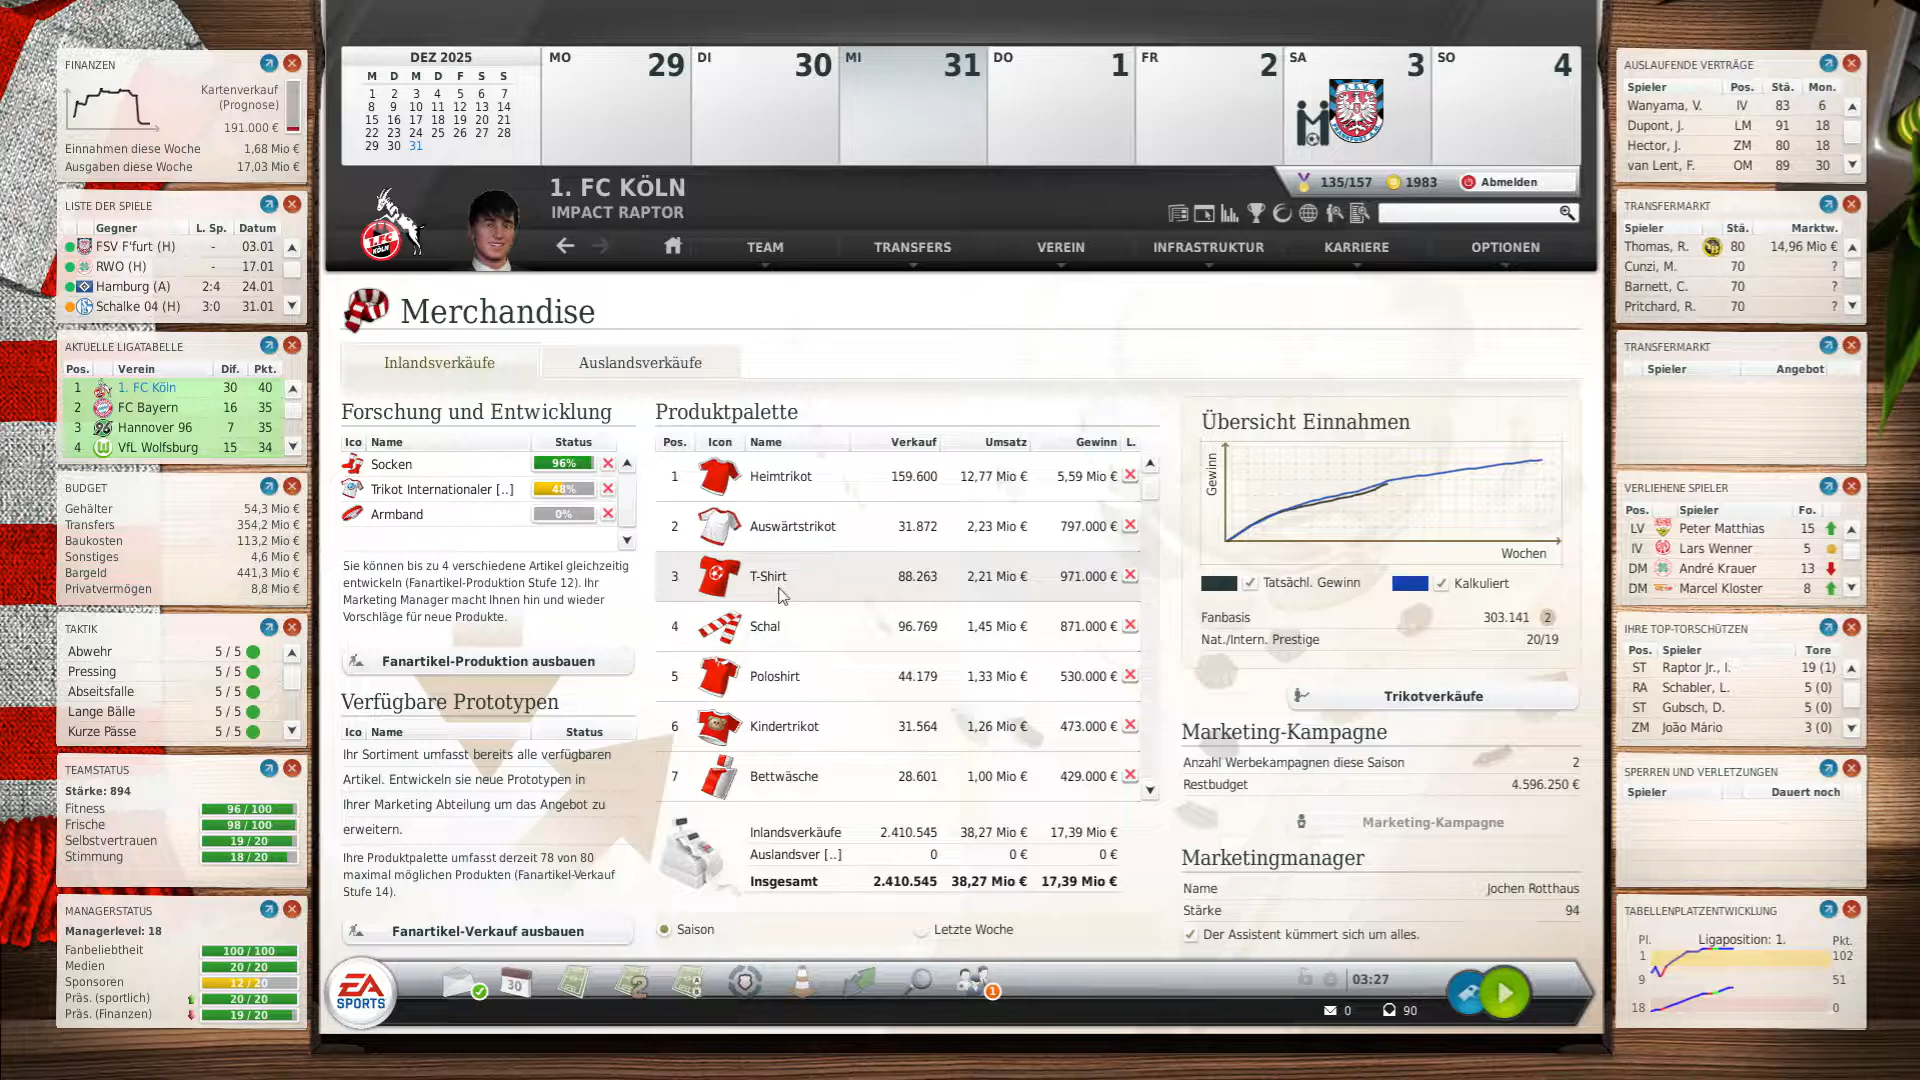 FINANZEN
Kartenverkauf
(Prognose)
191.000 €
Einnahmen diese Woche 1,68 Mio €
Ausgaben diese Woche 17,03 Mio €
LISTE DER SPIELE
Gegner L. Sp. Datum
FSV F'furt (H) - 03.01
RWO (H) - 17.01
Hamburg (A) 2:4 24.01
Schalke 04 (H) 3:0 31.01
AKTUELLE LIGATABELLE
Pos. Verein Dif. Pkt.
1 1. FC Köln 30 40
2 FC Bayern 16 35
3 Hannover 96 7 35
4 VfL Wolfsburg 15 34
BUDGET
Gehälter 54,3 Mio €
Transfers 354,2 Mio €
Baukosten 113,2 Mio €
Sonstiges 4,6 Mio €
Bargeld 441,3 Mio €
Privatvermögen 8,8 Mio €
TAKTIK
Abwehr 5 / 5
Pressing 5 / 5
Abseitsfalle 5 / 5
Lange Bälle 5 / 5
Kurze Pässe 5 / 5
TEAMSTATUS
Stärke: 894
Fitness 96 / 100
Frische 98 / 100
Selbstvertrauen 19 / 20
Stimmung 18 / 20
MANAGERSTATUS
Managerlevel: 18
Fanbeliebtheit 100 / 100
Medien 20 / 20
Sponsoren 12 / 20
Präs. (sportlich) 20 / 20
Präs. (Finanzen) 19 / 20
DEZ 2025
M D M D F S S
1 2 3 4 5 6 7
8 9 10 11 12 13 14
15 16 17 18 19 20 21
22 23 24 25 26 27 28
29 30 31
MO 29
DI 30
MI 31
DO 1
FR 2
SA 3
SO 4
1. FC KÖLN
IMPACT RAPTOR
135/157 1983 Abmelden
TEAM TRANSFERS VEREIN INFRASTRUKTUR KARRIERE OPTIONEN
Merchandise
Inlandsverkäufe Auslandsverkäufe
Forschung und Entwicklung
Ico Name Status
Socken 96%
Trikot Internationaler [..] 48%
Armband 0%
Sie können bis zu 4 verschiedene Artikel gleichzeitig
entwickeln (Fanartikel-Produktion Stufe 12). Ihr
Marketing Manager macht Ihnen hin und wieder
Vorschläge für neue Produkte.
Fanartikel-Produktion ausbauen
Verfügbare Prototypen
Ico Name Status
Ihr Sortiment umfasst bereits alle verfügbaren
Artikel. Entwickeln sie neue Prototypen in
Ihrer Marketing Abteilung um das Angebot zu
erweitern.
Ihre Produktpalette umfasst derzeit 78 von 80
maximal möglichen Produkten (Fanartikel-Verkauf
Stufe 14).
Fanartikel-Verkauf ausbauen
Produktpalette
Pos. Icon Name Verkauf Umsatz Gewinn L.
1 Heimtrikot 159.600 12,77 Mio € 5,59 Mio €
2 Auswärtstrikot 31.872 2,23 Mio € 797.000 €
3 T-Shirt 88.263 2,21 Mio € 971.000 €
4 Schal 96.769 1,45 Mio € 871.000 €
5 Poloshirt 44.179 1,33 Mio € 530.000 €
6 Kindertrikot 31.564 1,26 Mio € 473.000 €
7 Bettwäsche 28.601 1,00 Mio € 429.000 €
Inlandsverkäufe 2.410.545 38,27 Mio € 17,39 Mio €
Auslandsver [..] 0 0 € 0 €
Insgesamt 2.410.545 38,27 Mio € 17,39 Mio €
Saison Letzte Woche
Übersicht Einnahmen
Gewinn
Wochen
Tatsächl. Gewinn Kalkuliert
Fanbasis 303.141 2
Nat./Intern. Prestige 20/19
Trikotverkäufe
Marketing-Kampagne
Anzahl Werbekampagnen diese Saison 2
Restbudget 4.596.250 €
Marketing-Kampagne
Marketingmanager
Name Jochen Rotthaus
Stärke 94
Der Assistent kümmert sich um alles.
EA
SPORTS
30
2
1
03:27
0 90
AUSLAUFENDE VERTRÄGE
Spieler Pos. Stä. Mon.
Wanyama, V. IV 83 6
Dupont, J. LM 91 18
Hector, J. ZM 80 18
van Lent, F. OM 89 30
TRANSFERMARKT
Spieler Stä. Marktw.
Thomas, R. 80 14,96 Mio €
Cunzi, M. 70 ?
Barnett, C. 70 ?
Pritchard, R. 70 ?
TRANSFERMARKT
Spieler Angebot
VERLIEHENE SPIELER
Pos. Spieler Fo.
LV Peter Matthias 15
IV Lars Wenner 5
DM André Krauer 13
DM Marcel Kloster 8
IHRE TOP-TORSCHÜTZEN
Pos. Spieler Tore
ST Raptor Jr., I. 19 (1)
RA Schabler, L. 5 (0)
ST Gubsch, D. 5 (0)
ZM João Mário 3 (0)
SPERREN UND VERLETZUNGEN
Spieler Dauert noch
TABELLENPLATZENTWICKLUNG
Pl. Ligaposition: 1. Pkt.
1 102
9 51
18 0